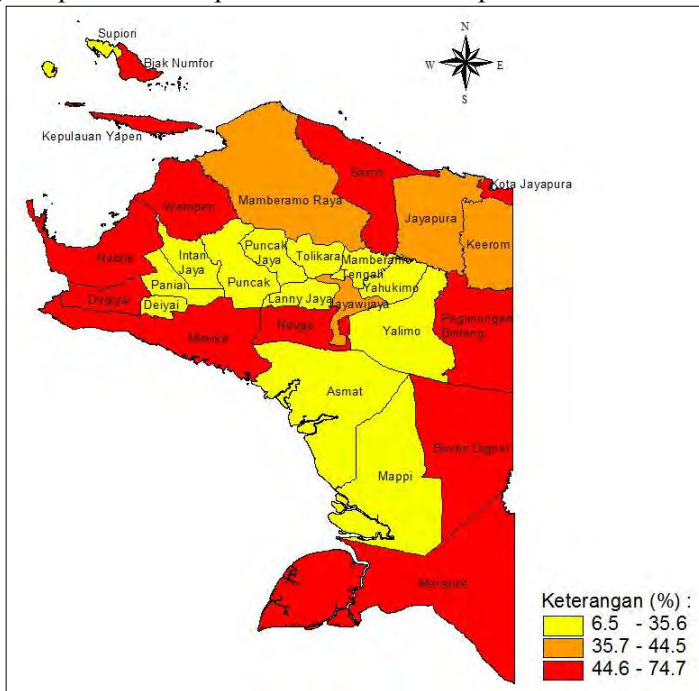 Supiori
Biak Numfor
N
W
E
S
Kepulauan Yapen
Kota Jayapura
Sarmi
Waropen
Mamberamo Raya
Jayapura
Keerom
Nabire
Intan
Jaya
Puncak
Jaya
Tolikara
Mamberamo
Tengah
Yahukimo
Paniai
Puncak
Dogiyai
Deiyai
Lanny Jaya
Jayawijaya
Mimika
Nduga
Yalimo
Pegunungan
Bintang
Asmat
Boven Digoel
Mappi
Merauke
Keterangan (%) :
6.5 - 35.6
35.7 - 44.5
44.6 - 74.7